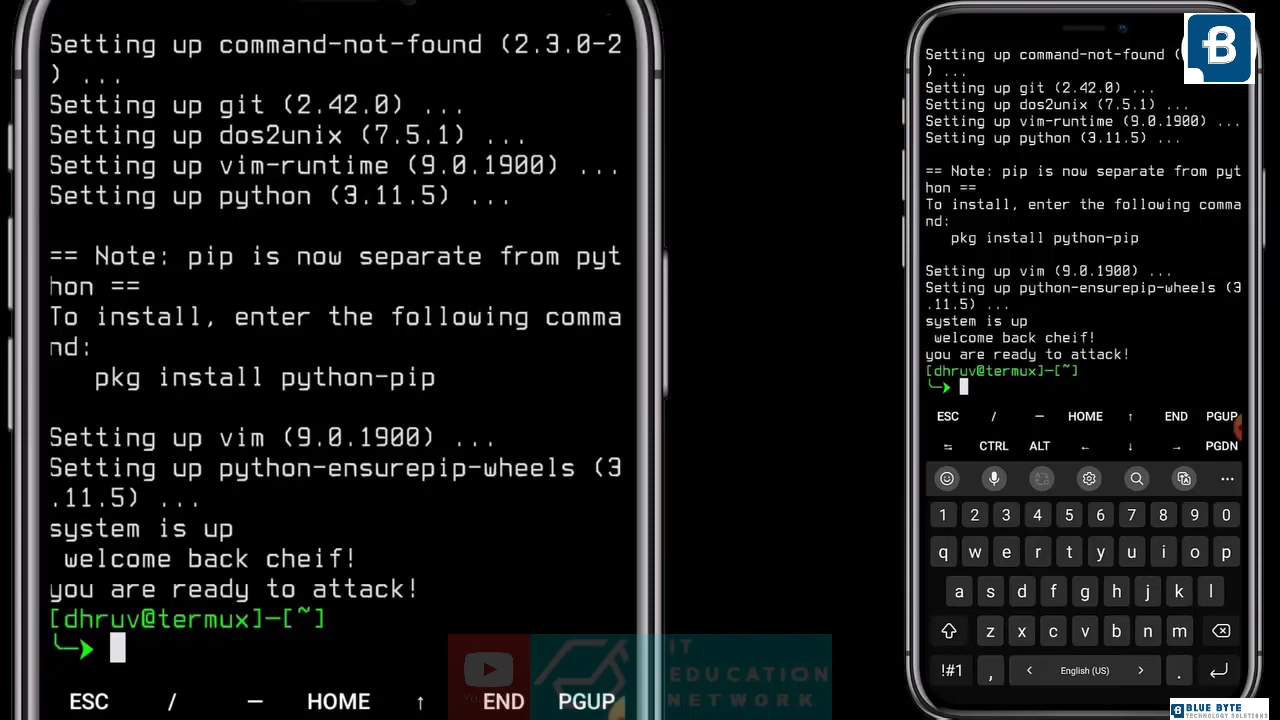 Setting up command-not-found (2.3.0-2
) ...
Setting up git (2.42.0) ...
Setting up dos2unix (7.5.1) ...
Setting up vim-runtime (9.0.1900) ...
Setting up python (3.11.5) ...
== Note: pip is now separate from pyt
hon ==
To install, enter the following comma
nd:
pkg install python-pip
Setting up vim (9.0.1900) ...
Setting up python-ensurepip-wheels (3
.11.5) ...
system is up
welcome back cheif!
you are ready to attack!
[dhruv@termux]—[~]
ESC / — HOME ↑ END PGUP
IT
EDUCATION
NETWORK
Setting up command-not-found (
) ...
Setting up git (2.42.0) ...
Setting up dos2unix (7.5.1) ...
Setting up vim-runtime (9.0.1900) ...
Setting up python (3.11.5) ...
== Note: pip is now separate from pyt
hon ==
To install, enter the following comma
nd:
pkg install python-pip
Setting up vim (9.0.1900) ...
Setting up python-ensurepip-wheels (3
.11.5) ...
system is up
welcome back cheif!
you are ready to attack!
[dhruv@termux]—[~]
ESC / — HOME ↑ END PGUP
CTRL ALT ← ↓ → PGDN
1 2 3 4 5 6 7 8 9 0
q w e r t y u i o p
a s d f g h j k l
z x c v b n m
!#1 , < English (US) > .
B
BLUE BYTE
TECHNOLOGY SOLUTIONS